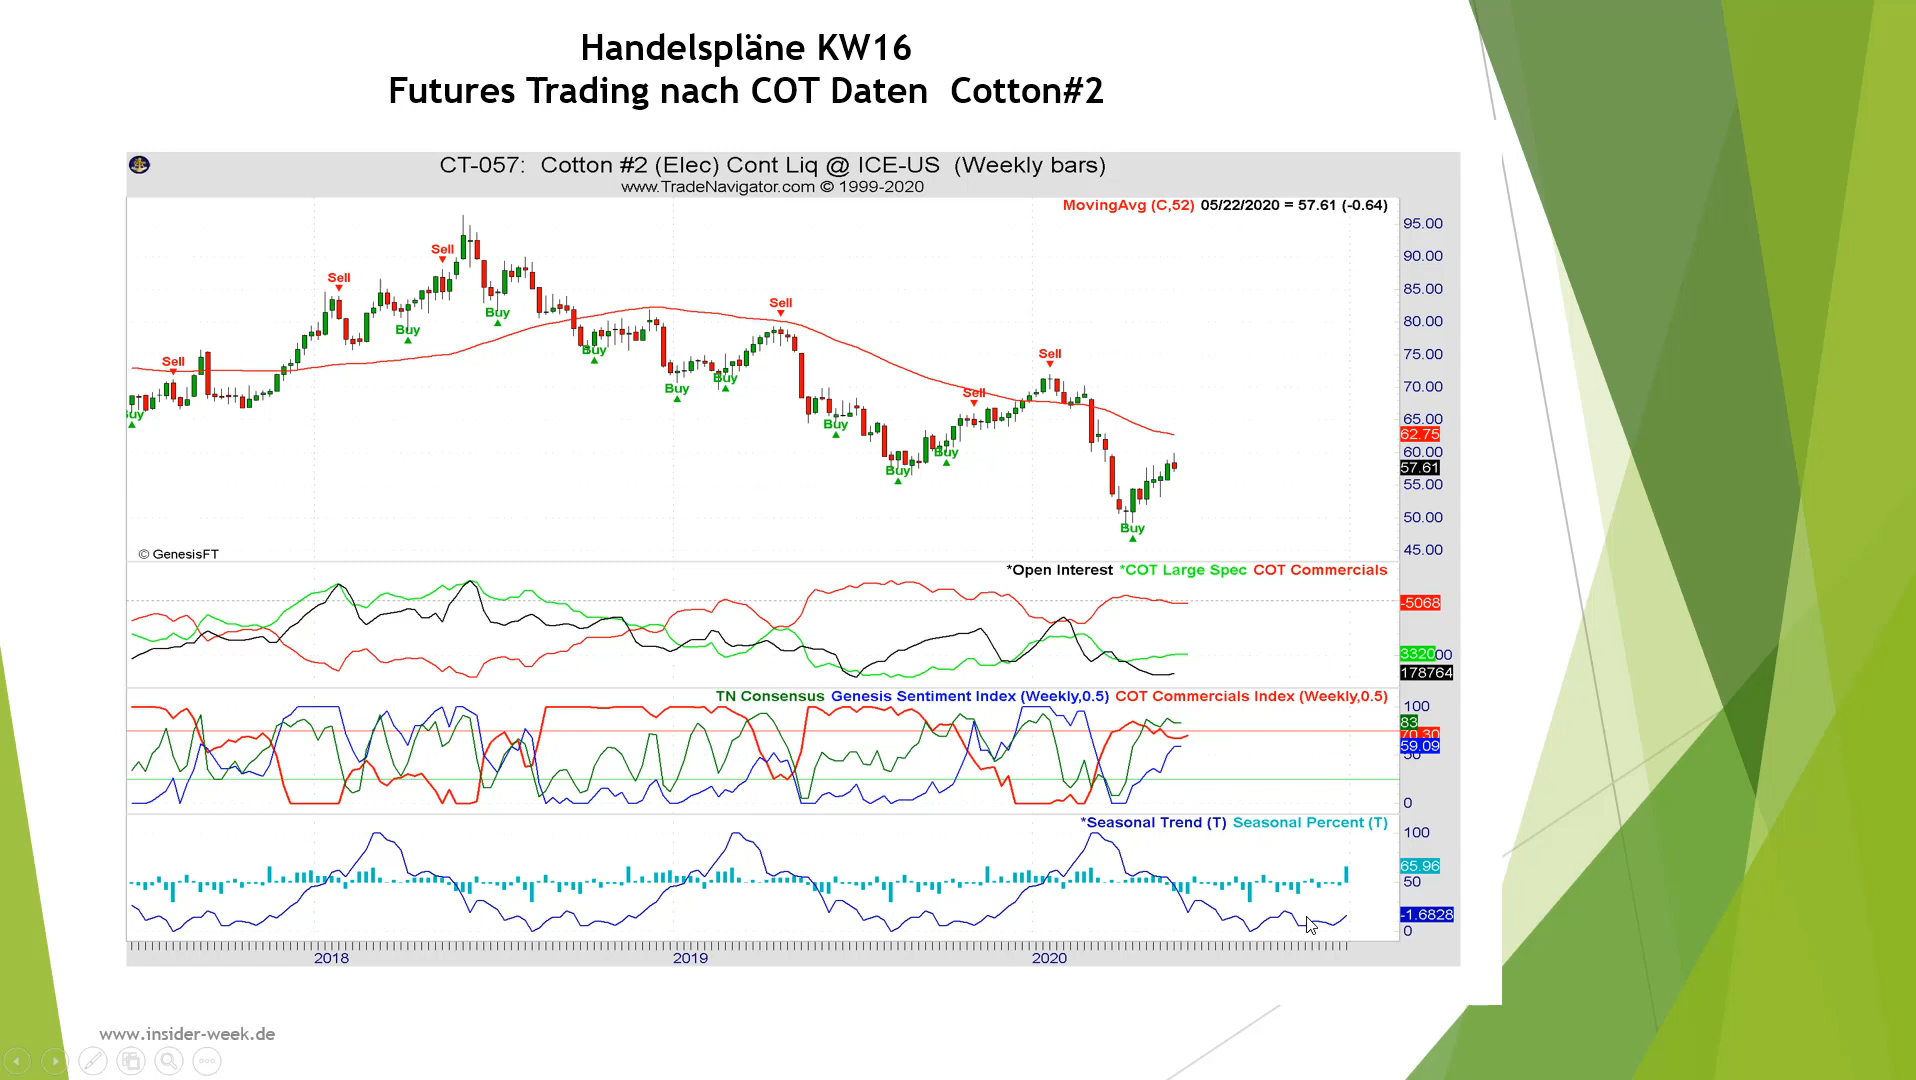 Handelspläne KW16
Futures Trading nach COT Daten  Cotton#2
CT-057:  Cotton #2 (Elec) Cont Liq @ ICE-US  (Weekly bars)
www.TradeNavigator.com © 1999-2020
MovingAvg (C,52) 05/22/2020 = 57.61 (-0.64)
95.00
90.00
85.00
80.00
75.00
70.00
65.00
62.75
60.00
57.61
55.00
50.00
45.00
Sell
Sell
Sell
Sell
Sell
Sell
Buy
Buy
Buy
Buy
Buy
Buy
Buy
Buy
Buy
Buy
© GenesisFT
*Open Interest *COT Large Spec COT Commercials
-5068
3320
178764
TN Consensus Genesis Sentiment Index (Weekly,0.5) COT Commercials Index (Weekly,0.5)
100
83
70.30
59.09
50
0
*Seasonal Trend (T) Seasonal Percent (T)
100
65.96
50
-1.6828
0
2018 2019 2020
www.insider-week.de